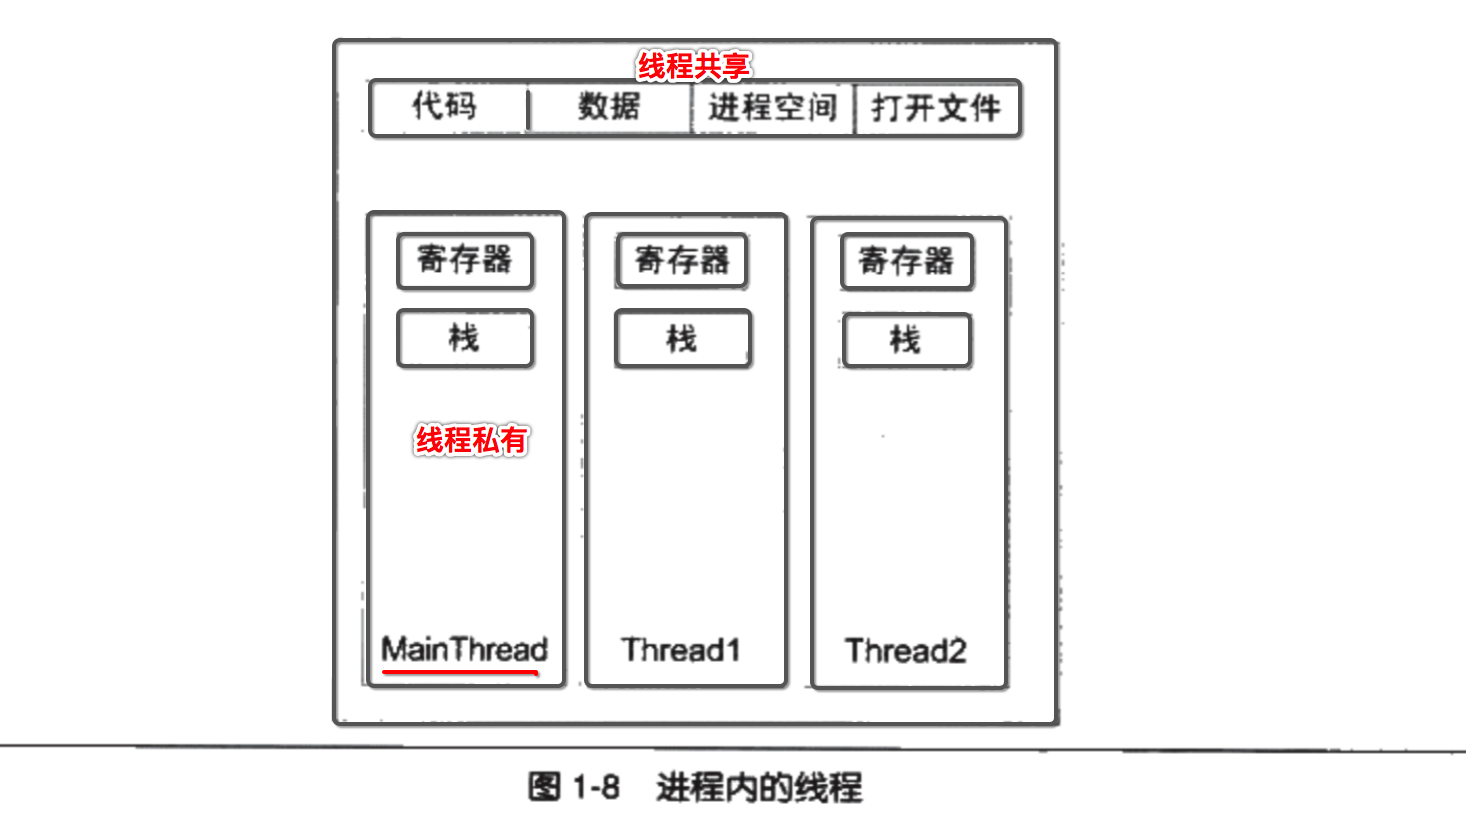 线程共享
代码 数据 进程空间 打开文件
寄存器 寄存器 寄存器
栈 栈 栈
线程私有
MainThread Thread1 Thread2
图 1-8 进程内的线程